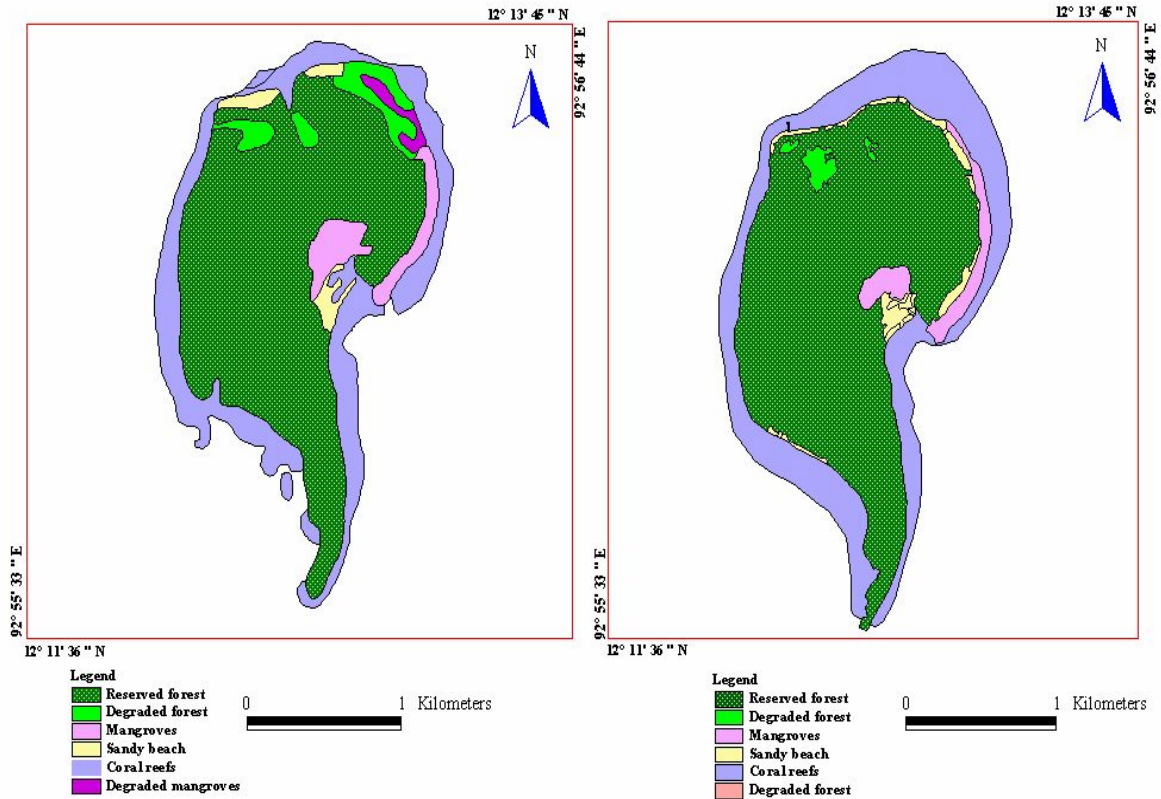 12° 13' 45" N
92° 56' 44" E
N
92° 55' 33" E
12° 11' 36" N
Legend
Reserved forest
Degraded forest
Mangroves
Sandy beach
Coral reefs
Degraded mangroves
0 1 Kilometers
12° 13' 45" N
92° 56' 44" E
N
1
92° 55' 33" E
12° 11' 36" N
Legend
Reserved forest
Degraded forest
Mangroves
Sandy beach
Coral reefs
Degraded forest
0 1 Kilometers